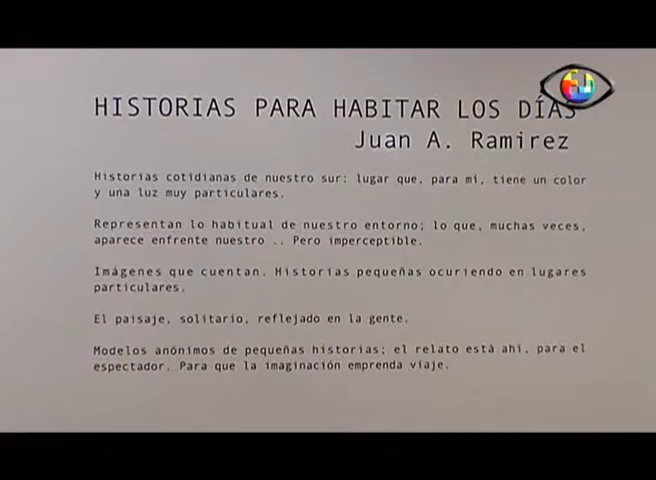 HISTORIAS PARA HABITAR LOS DÍAS
Juan A. Ramirez
Historias cotidianas de nuestro sur: lugar que, para mi, tiene un color
y una luz muy particulares.
Representan lo habitual de nuestro entorno; lo que, muchas veces,
aparece enfrente nuestro .. Pero imperceptible.
Imágenes que cuentan. Historias pequeñas ocuriendo en lugares
particulares.
El paisaje, solitario, reflejado en la gente.
Modelos anónimos de pequeñas historias; el relato está ahi, para el
espectador. Para que la imaginación emprenda viaje.